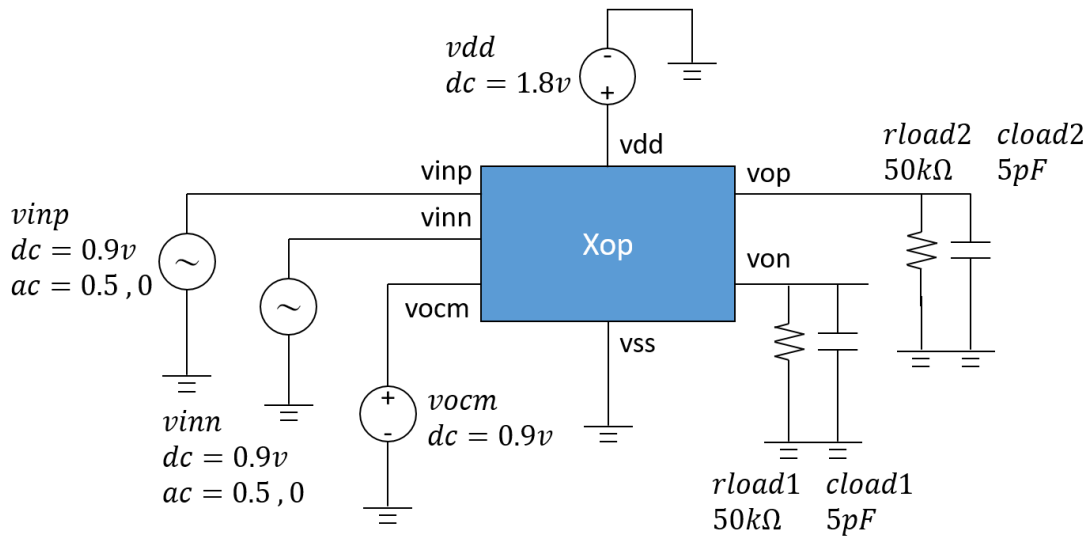 vdd
dc = 1.8v
-
+
vdd
rload2 cload2
50kΩ 5pF
vinp
vop
vinp
dc = 0.9v
ac = 0.5 , 0
~
vinn
Xop
~
von
vocm
vss
+
-
vocm
dc = 0.9v
vinn
dc = 0.9v
ac = 0.5 , 0
rload1 cload1
50kΩ 5pF